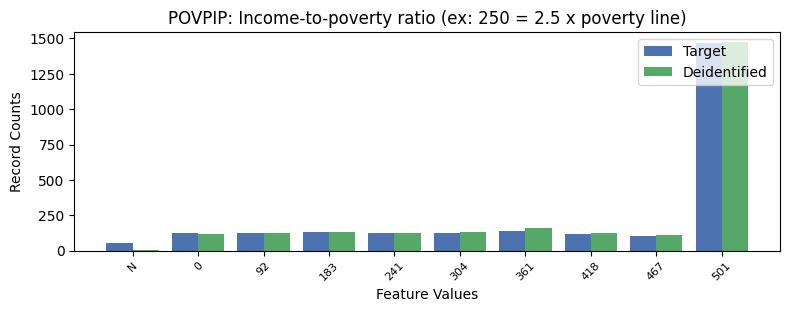 POVPIP: Income-to-poverty ratio (ex: 250 = 2.5 x poverty line)
Target
Deidentified
Record Counts
1500
1250
1000
750
500
250
0
N
0
92
183
241
304
361
418
467
501
Feature Values